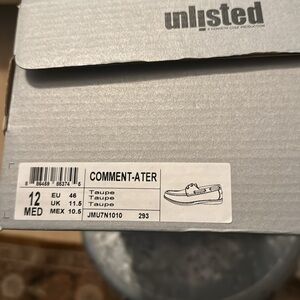 unlisted
A KENNETH COLE PRODUCTION
COMMENT-ATER
12
MED
EU 46
UK 11.5
MEX 10.5
Taupe
Taupe
Taupe
JMU7N1010 293